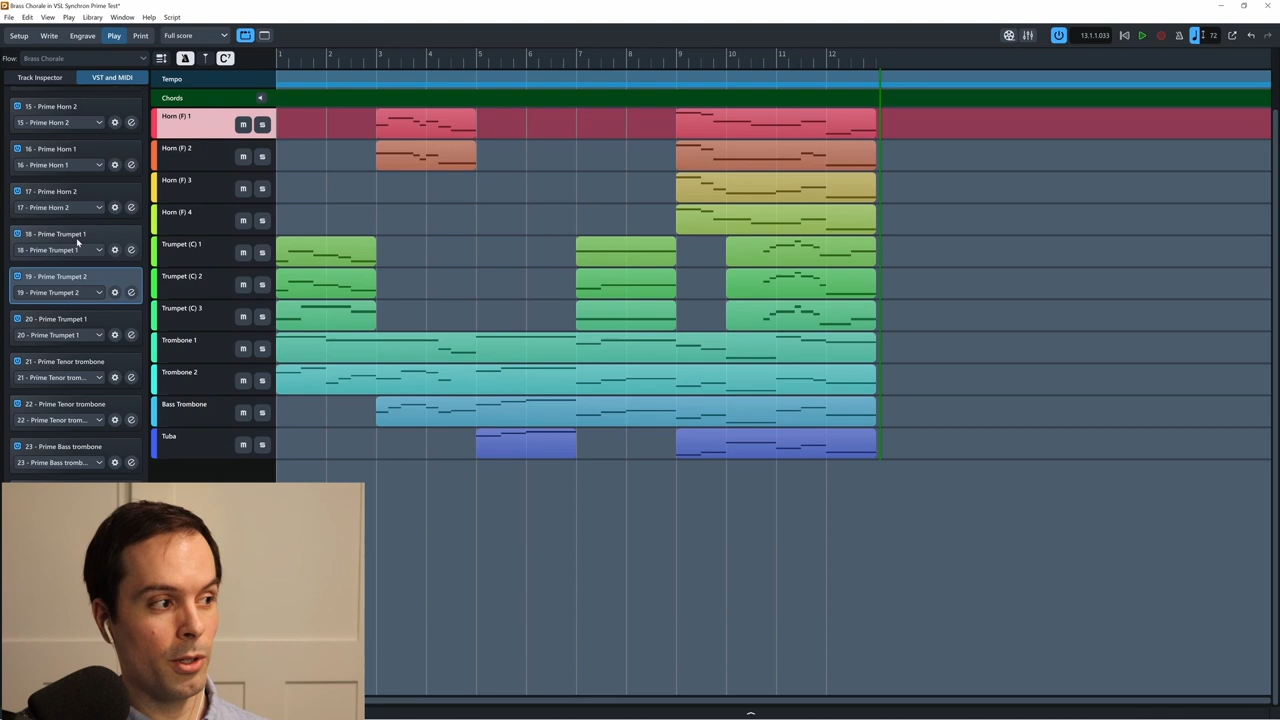 Brass Chorale in VSL Synchron Prime Test*
File Edit View Play Library Window Help Script
Setup Write Engrave Play Print Full score 13.1.1.033 72
Flow: Brass Chorale
1 2 3 4 5 6 7 8 9 10 11 12
Track Inspector VST and MIDI
Tempo
Chords
15 - Prime Horn 2
15 - Prime Horn 2
16 - Prime Horn 1
16 - Prime Horn 1
17 - Prime Horn 2
17 - Prime Horn 2
18 - Prime Trumpet 1
18 - Prime Trumpet 1
19 - Prime Trumpet 2
19 - Prime Trumpet 2
20 - Prime Trumpet 1
20 - Prime Trumpet 1
21 - Prime Tenor trombone
21 - Prime Tenor trom...
22 - Prime Tenor trombone
22 - Prime Tenor trom...
23 - Prime Bass trombone
23 - Prime Bass tromb...
Horn (F) 1 m s
Horn (F) 2 m s
Horn (F) 3 m s
Horn (F) 4 m s
Trumpet (C) 1 m s
Trumpet (C) 2 m s
Trumpet (C) 3 m s
Trombone 1 m s
Trombone 2 m s
Bass Trombone m s
Tuba m s